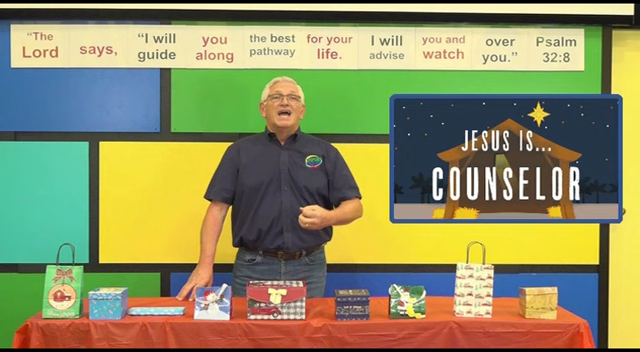 "The Lord says, "I will guide you along the best pathway for your life. I will advise you and watch over you." Psalm 32:8
JESUS IS...
COUNSELOR